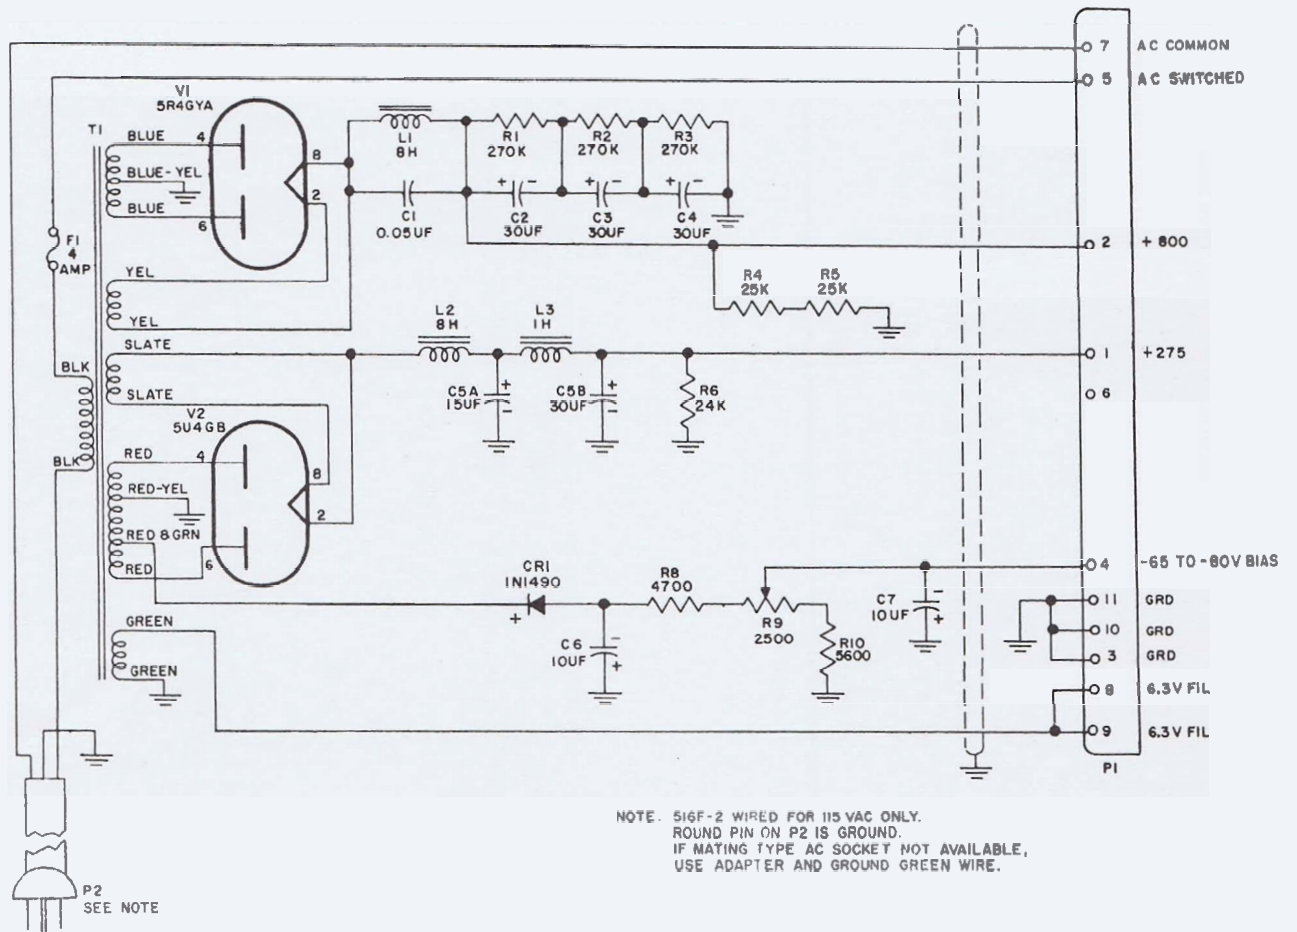 7 AC COMMON
5 AC SWITCHED
V1
5R4GYA
T1
BLUE
4
BLUE-YEL
BLUE
6
8
2
L1
8H
R1
270K
R2
270K
R3
270K
C1
0.05UF
+ -
C2
30UF
+ -
C3
30UF
+ -
C4
30UF
F1
4
AMP
2 + 800
YEL
YEL
R4
25K
R5
25K
SLATE
SLATE
L2
8H
L3
1H
1 +275
6
BLK
BLK
C5A
15UF
+
-
C5B
30UF
+
-
R6
24K
V2
5U4GB
RED
4
RED-YEL
RED & GRN
RED
6
8
2
CR1
1N1490
+
R8
4700
R9
2500
R10
5600
C6
10UF
-
+
C7
10UF
-
+
4 -65 TO -80V BIAS
11 GRD
10 GRD
3 GRD
8 6.3V FIL
9 6.3V FIL
P1
GREEN
GREEN
NOTE. 516F-2 WIRED FOR 115 VAC ONLY.
ROUND PIN ON P2 IS GROUND.
IF MATING TYPE AC SOCKET NOT AVAILABLE,
USE ADAPTER AND GROUND GREEN WIRE.
P2
SEE NOTE